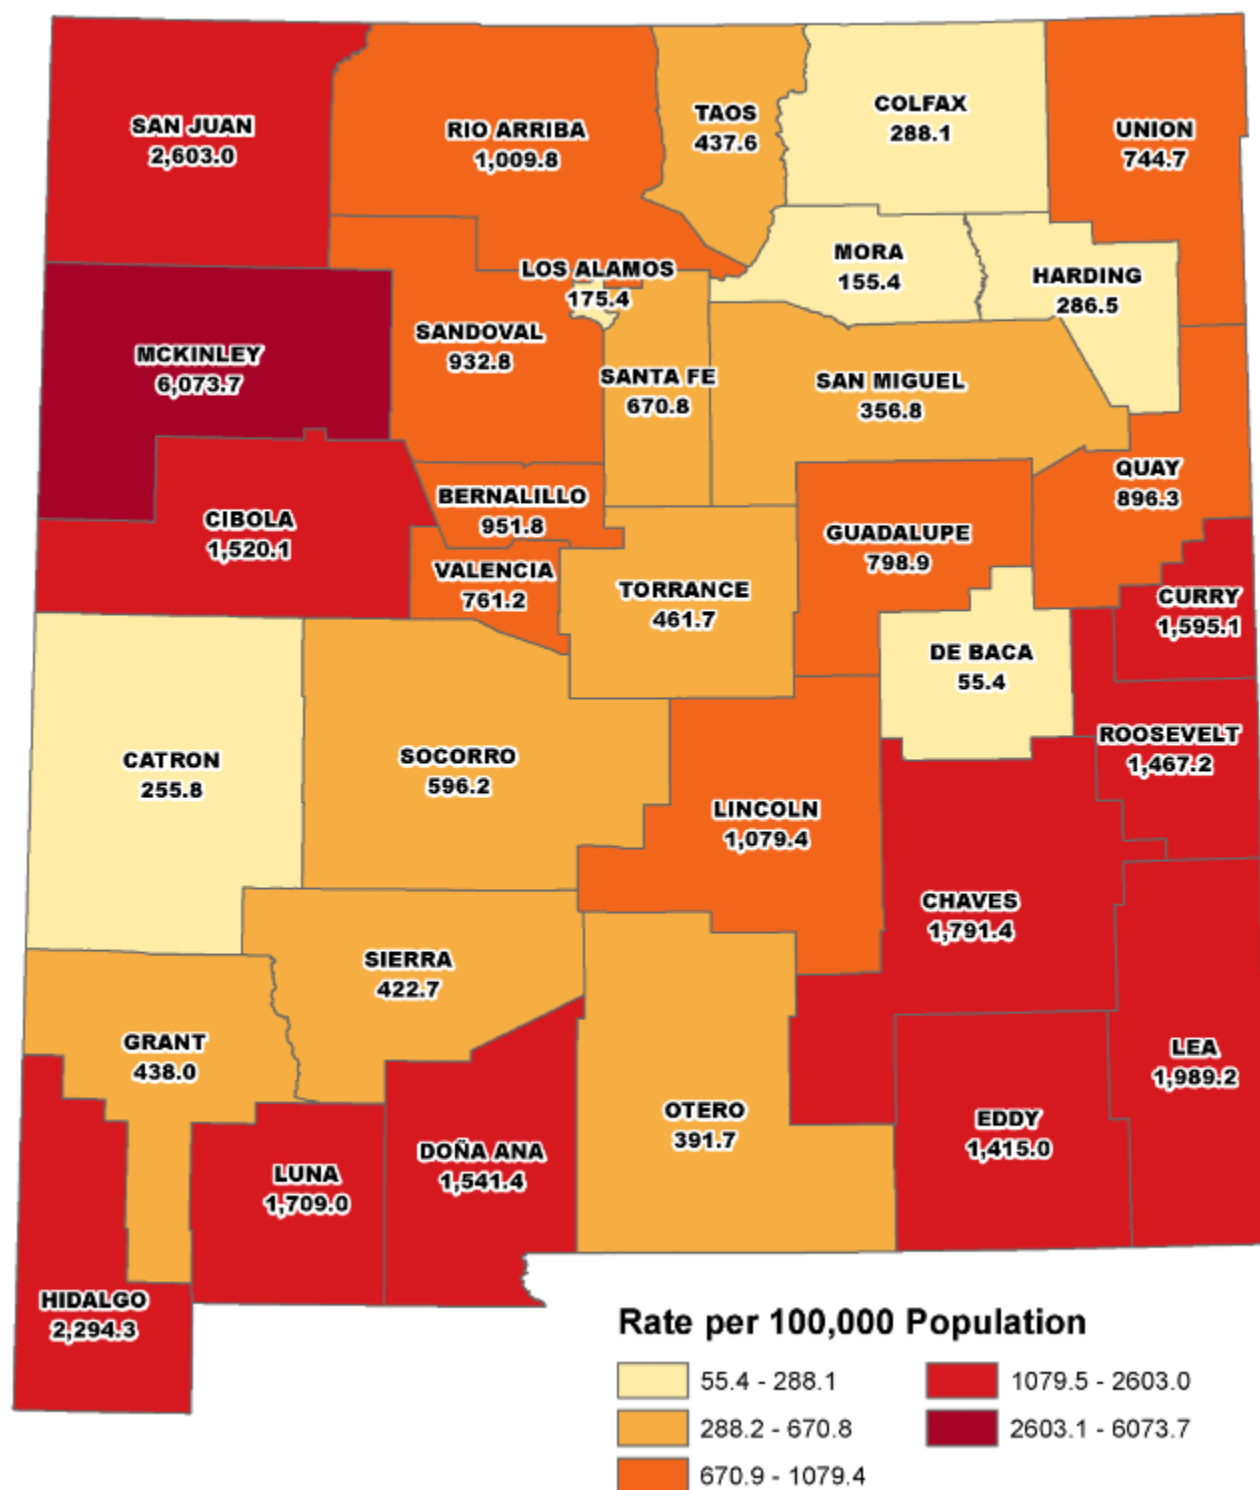 SAN JUAN
2,603.0
RIO ARRIBA
1,009.8
TAOS
437.6
COLFAX
288.1
UNION
744.7
LOS ALAMOS
175.4
MORA
155.4
HARDING
286.5
MCKINLEY
6,073.7
SANDOVAL
932.8
SANTA FE
670.8
SAN MIGUEL
356.8
QUAY
896.3
CIBOLA
1,520.1
BERNALILLO
951.8
VALENCIA
761.2
TORRANCE
461.7
GUADALUPE
798.9
CURRY
1,595.1
DE BACA
55.4
ROOSEVELT
1,467.2
CATRON
255.8
SOCORRO
596.2
LINCOLN
1,079.4
CHAVES
1,791.4
SIERRA
422.7
GRANT
438.0
LEA
1,989.2
OTERO
391.7
EDDY
1,415.0
DOÑA ANA
1,541.4
LUNA
1,709.0
HIDALGO
2,294.3
Rate per 100,000 Population
55.4 - 288.1
288.2 - 670.8
670.9 - 1079.4
1079.5 - 2603.0
2603.1 - 6073.7